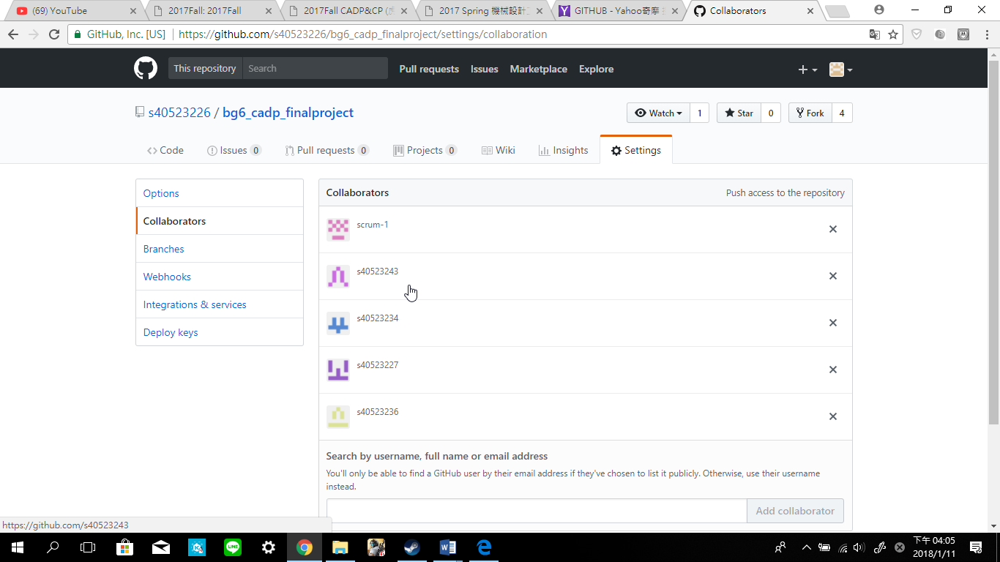 (69) YouTube
2017Fall: 2017Fall
2017Fall CADP&CP (虎
2017 Spring 機械設計工
GITHUB - Yahoo奇摩
Collaborators
GitHub, Inc. [US] https://github.com/s40523226/bg6_cadp_finalproject/settings/collaboration
This repository Search Pull requests Issues Marketplace Explore
s40523226 / bg6_cadp_finalproject
Watch 1 Star 0 Fork 4
Code Issues 0 Pull requests 0 Projects 0 Wiki Insights Settings
Options
Collaborators
Branches
Webhooks
Integrations & services
Deploy keys
Collaborators Push access to the repository
scrum-1
s40523243
s40523234
s40523227
s40523236
Search by username, full name or email address
You'll only be able to find a GitHub user by their email address if they've chosen to list it publicly. Otherwise, use their username
instead.
Add collaborator
https://github.com/s40523243
LINE
下午 04:05
2018/1/11